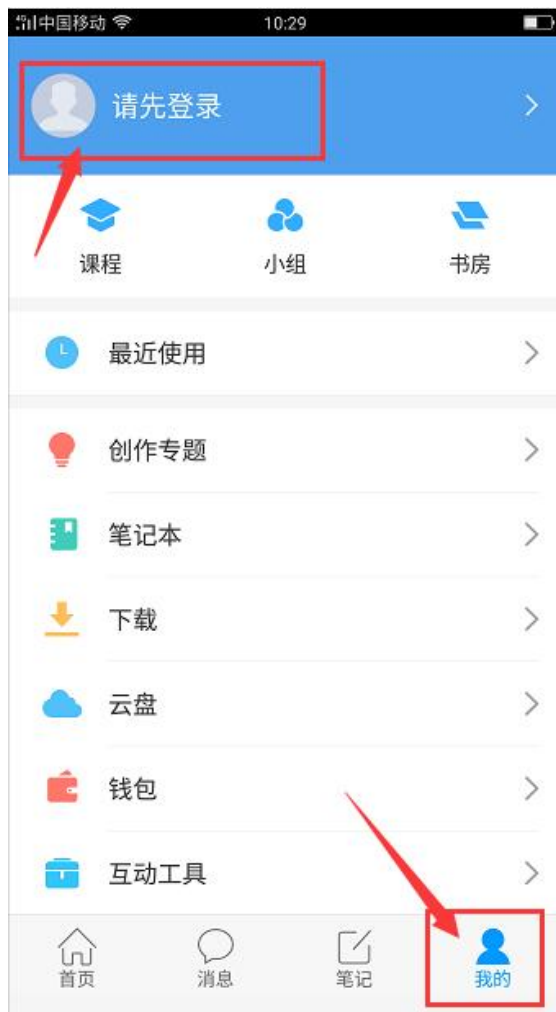 中国移动 10:29
请先登录
课程 小组 书房
最近使用
创作专题
笔记本
下载
云盘
钱包
互动工具
首页 消息 笔记 我的